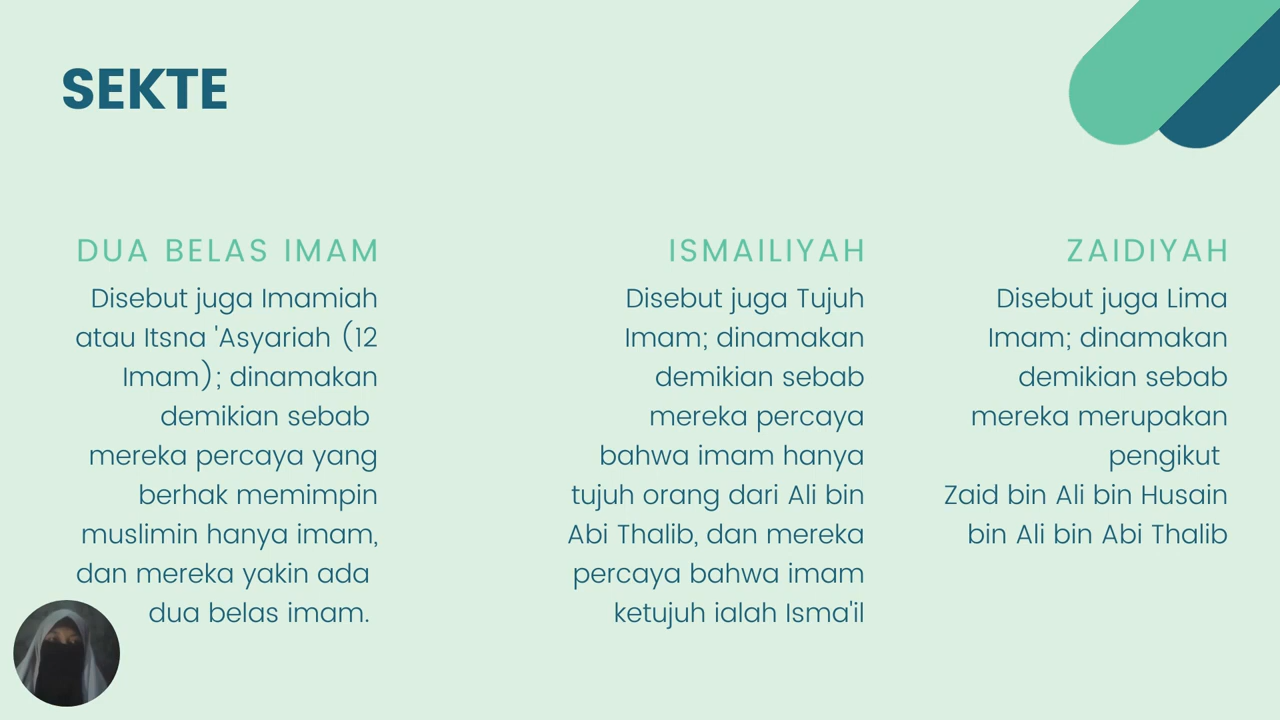 SEKTE
DUA BELAS IMAM
Disebut juga Imamiah
atau Itsna 'Asyariah (12
Imam); dinamakan
demikian sebab
mereka percaya yang
berhak memimpin
muslimin hanya imam,
dan mereka yakin ada
dua belas imam.
ISMAILIYAH
Disebut juga Tujuh
Imam; dinamakan
demikian sebab
mereka percaya
bahwa imam hanya
tujuh orang dari Ali bin
Abi Thalib, dan mereka
percaya bahwa imam
ketujuh ialah Isma'il
ZAIDIYAH
Disebut juga Lima
Imam; dinamakan
demikian sebab
mereka merupakan
pengikut
Zaid bin Ali bin Husain
bin Ali bin Abi Thalib